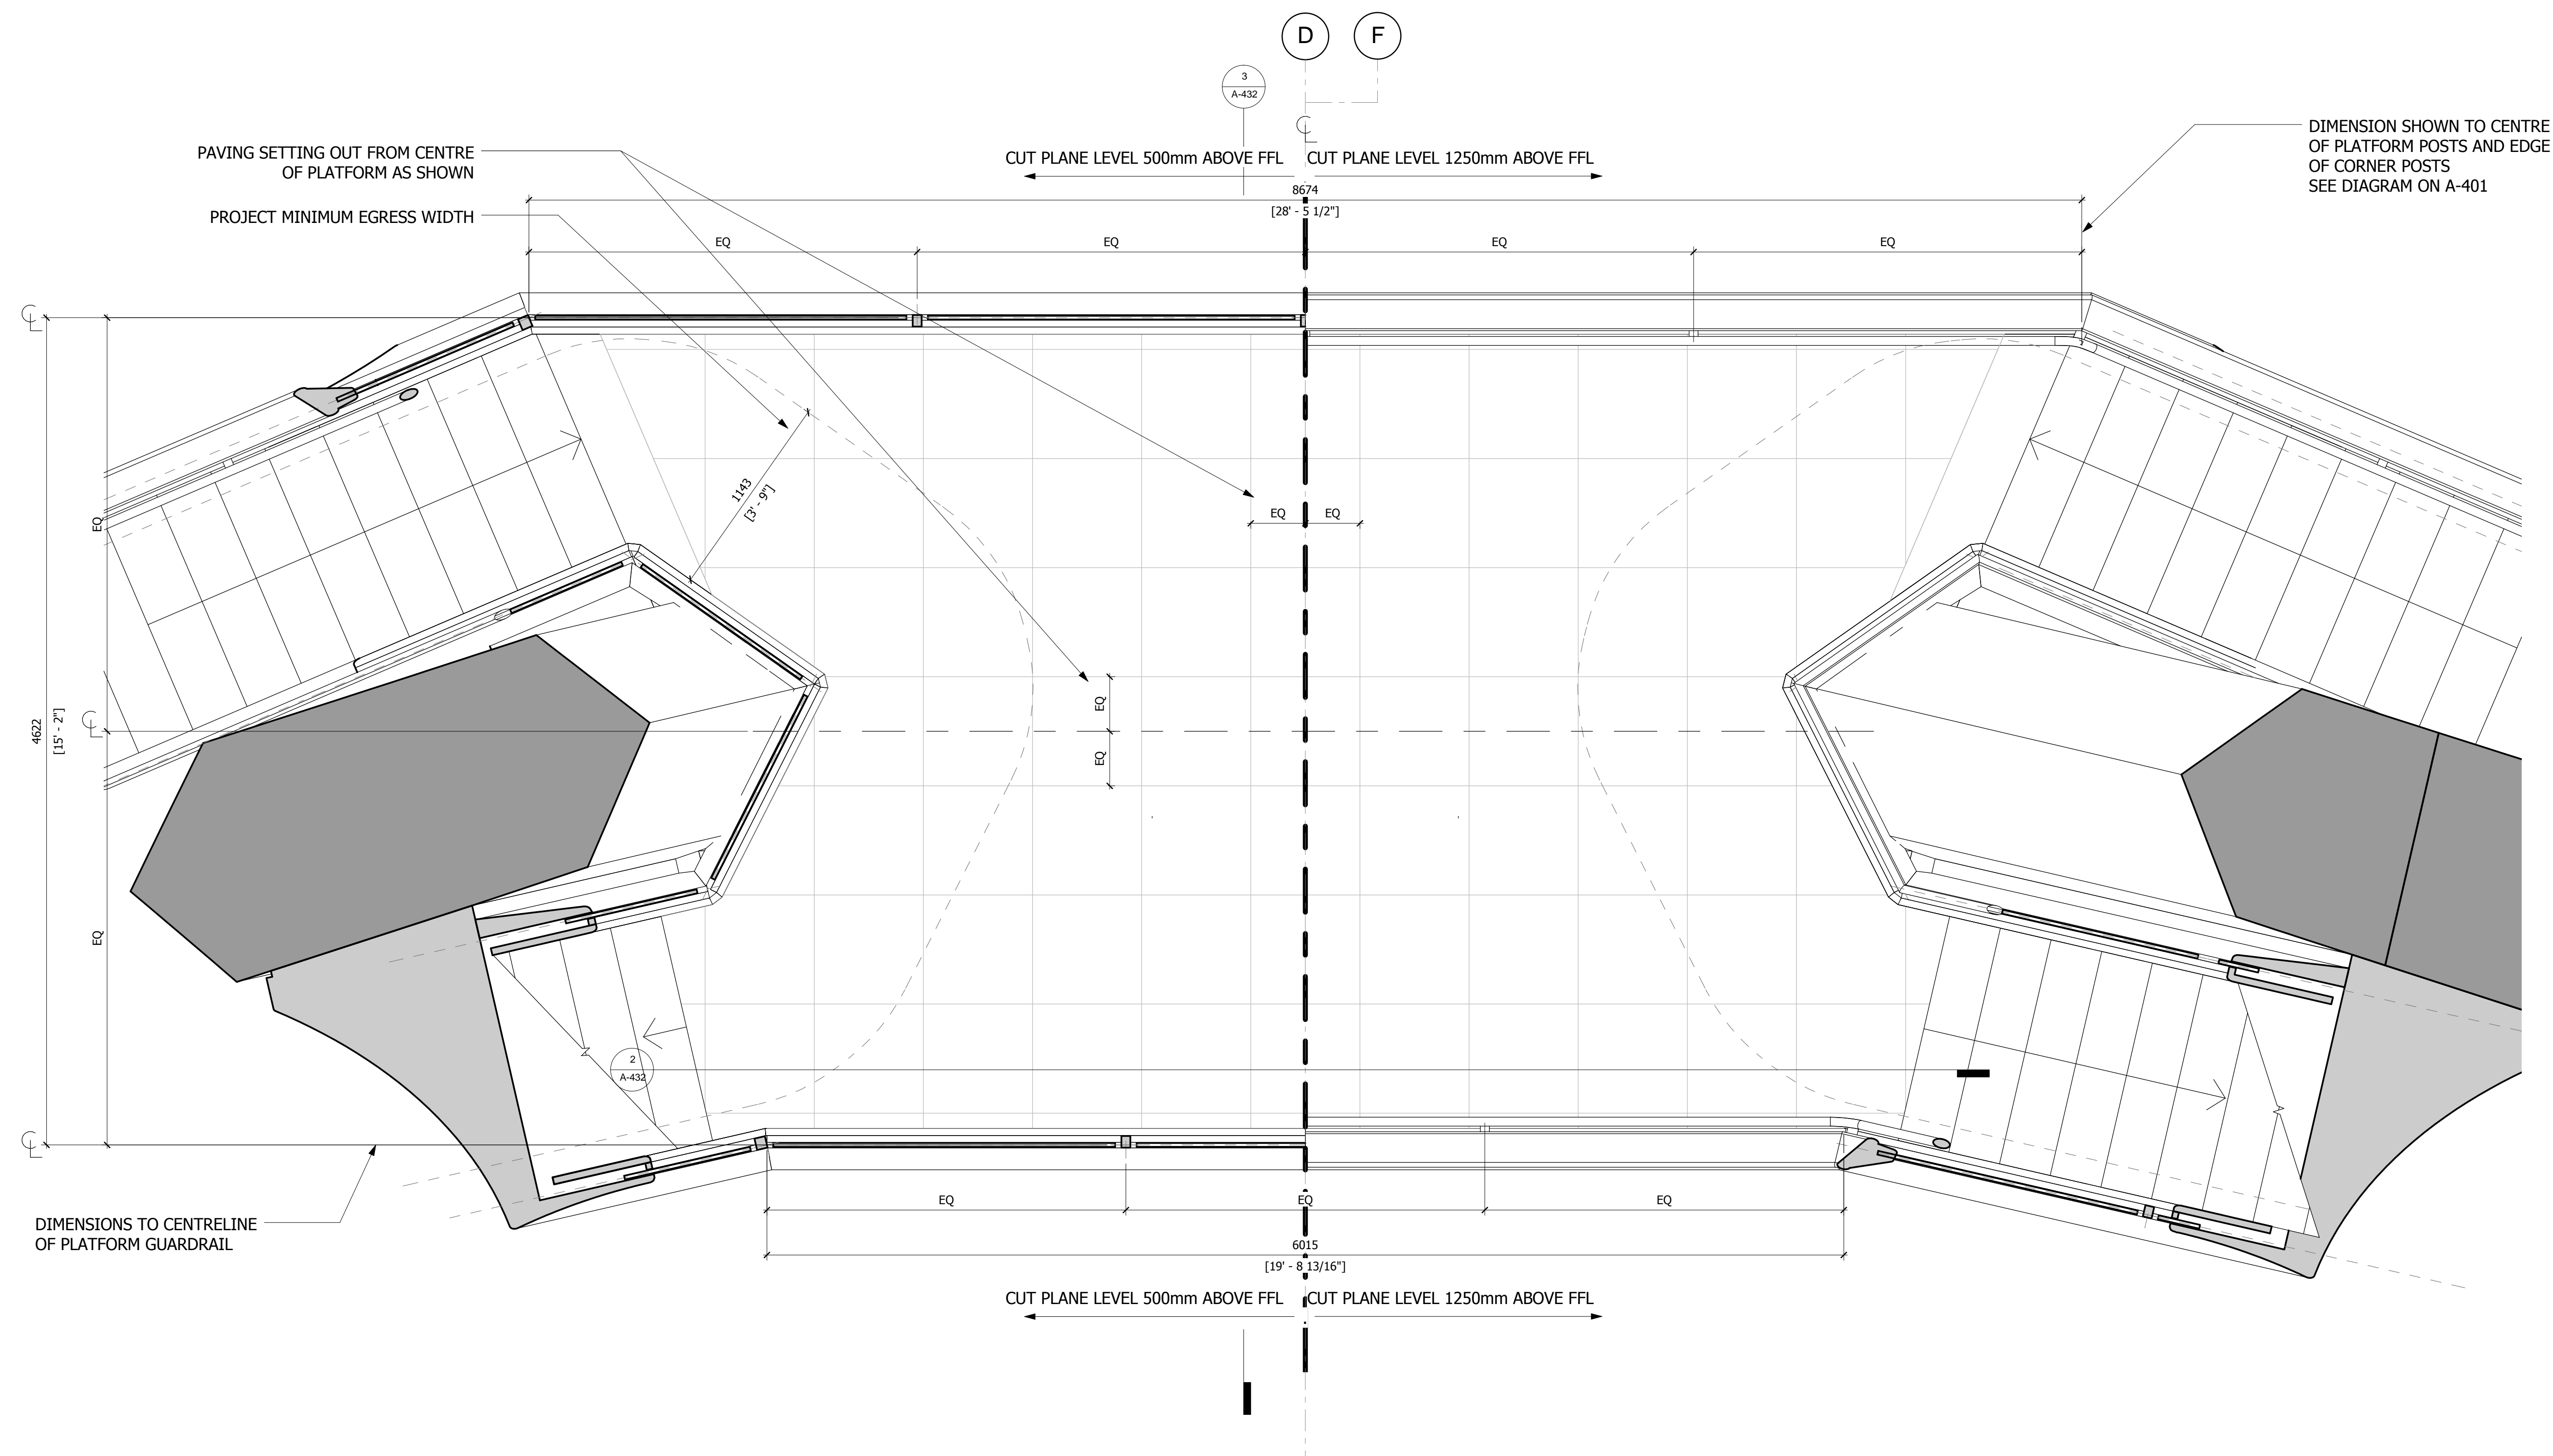 D
F
3
A-432
PAVING SETTING OUT FROM CENTRE
OF PLATFORM AS SHOWN
PROJECT MINIMUM EGRESS WIDTH
CUT PLANE LEVEL 500mm ABOVE FFL
CUT PLANE LEVEL 1250mm ABOVE FFL
DIMENSION SHOWN TO CENTRE
OF PLATFORM POSTS AND EDGE
OF CORNER POSTS
SEE DIAGRAM ON A-401
8674
[28' - 5 1/2"]
EQ
EQ
EQ
EQ
1143
[3' - 9"]
EQ
EQ
EQ
EQ
EQ
EQ
4622
[15' - 2"]
2
A-432
DIMENSIONS TO CENTRELINE
OF PLATFORM GUARDRAIL
EQ
EQ
EQ
6015
[19' - 8 13/16"]
CUT PLANE LEVEL 500mm ABOVE FFL
CUT PLANE LEVEL 1250mm ABOVE FFL